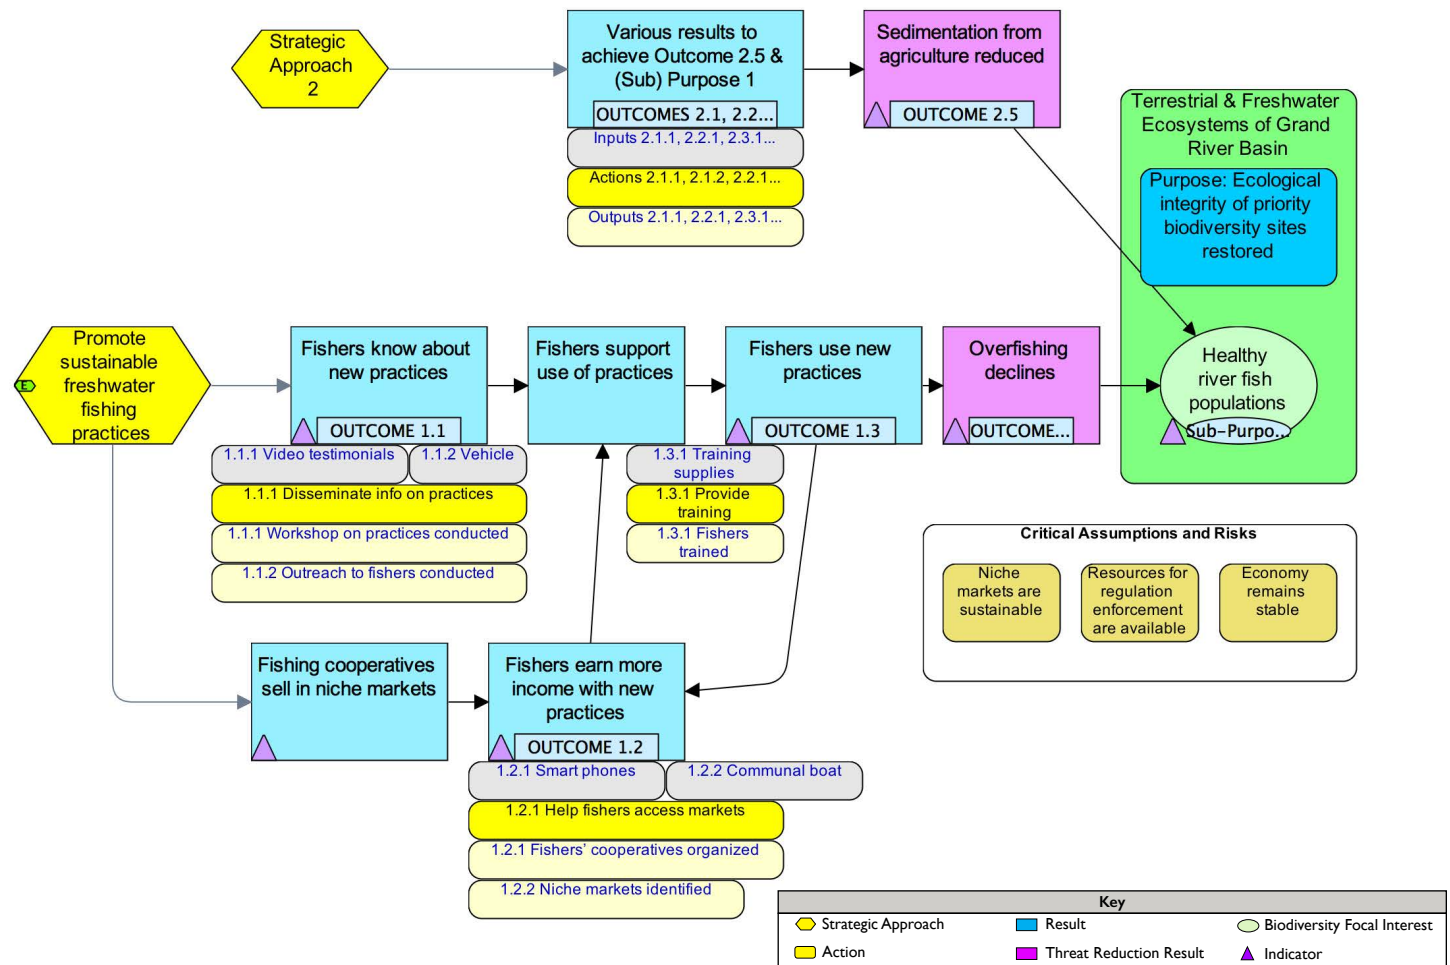 Strategic
Approach
2
Various results to
achieve Outcome 2.5 &
(Sub) Purpose 1
OUTCOMES 2.1, 2.2...
Inputs 2.1.1, 2.2.1, 2.3.1...
Actions 2.1.1, 2.1.2, 2.2.1...
Outputs 2.1.1, 2.2.1, 2.3.1...
Sedimentation from
agriculture reduced
OUTCOME 2.5
Terrestrial & Freshwater
Ecosystems of Grand
River Basin
Purpose: Ecological
integrity of priority
biodiversity sites
restored
Healthy
river fish
populations
Sub-Purpo...
Promote
sustainable
freshwater
fishing
practices
E
Fishers know about
new practices
OUTCOME 1.1
1.1.1 Video testimonials
1.1.2 Vehicle
1.1.1 Disseminate info on practices
1.1.1 Workshop on practices conducted
1.1.2 Outreach to fishers conducted
Fishers support
use of practices
Fishers use new
practices
OUTCOME 1.3
1.3.1 Training
supplies
1.3.1 Provide
training
1.3.1 Fishers
trained
Overfishing
declines
OUTCOME...
Fishing cooperatives
sell in niche markets
Fishers earn more
income with new
practices
OUTCOME 1.2
1.2.1 Smart phones
1.2.2 Communal boat
1.2.1 Help fishers access markets
1.2.1 Fishers' cooperatives organized
1.2.2 Niche markets identified
Critical Assumptions and Risks
Niche
markets are
sustainable
Resources for
regulation
enforcement
are available
Economy
remains
stable
Key
Strategic Approach
Result
Biodiversity Focal Interest
Action
Threat Reduction Result
Indicator